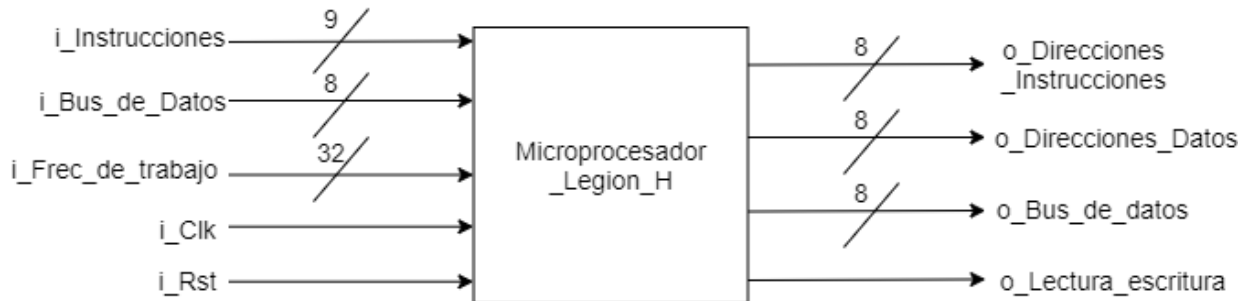 i_Instrucciones
9
i_Bus_de_Datos
8
i_Frec_de_trabajo
32
i_Clk
i_Rst
Microprocesador
_Legion_H
8
o_Direcciones
_Instrucciones
8
o_Direcciones_Datos
8
o_Bus_de_datos
o_Lectura_escritura